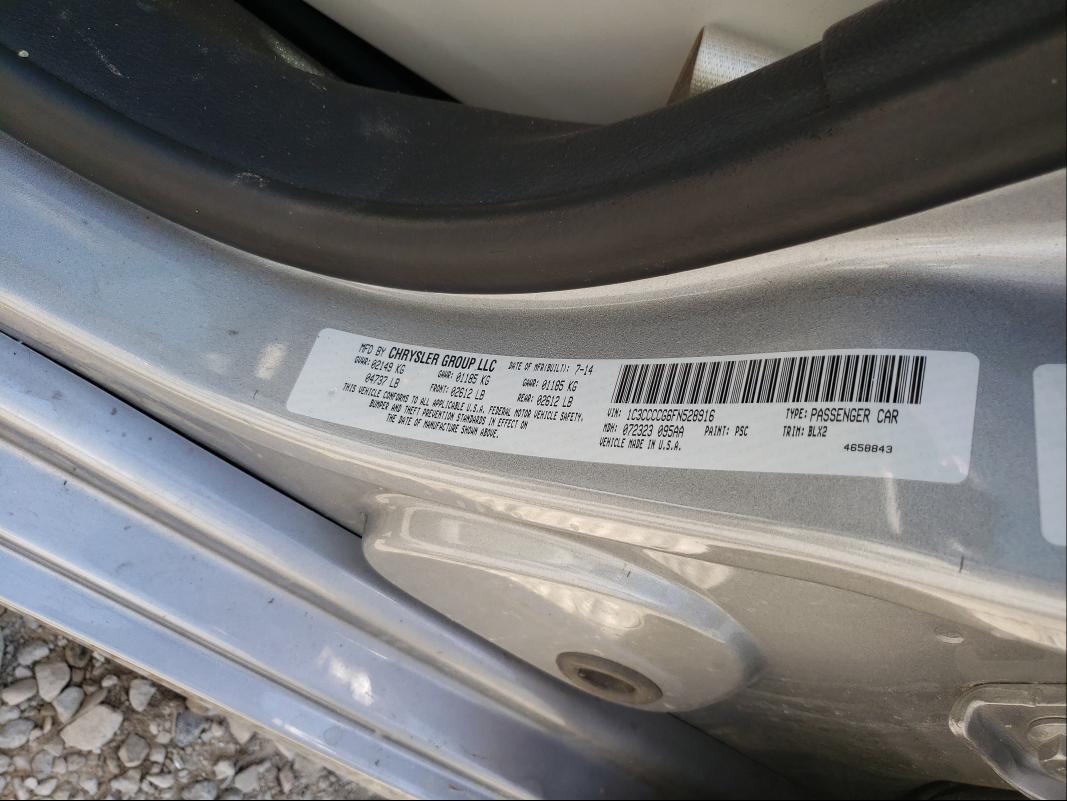 MFD BY CHRYSLER GROUP LLC DATE OF MFR(BUILT): 7-14
GVWR: 02149 KG GAWR: 01185 KG GAWR: 01185 KG
04737 LB FRONT: 02612 LB REAR: 02612 LB
THIS VEHICLE CONFORMS TO ALL APPLICABLE U.S.A. FEDERAL MOTOR VEHICLE SAFETY,
BUMPER AND THEFT PREVENTION STANDARDS IN EFFECT ON
THE DATE OF MANUFACTURE SHOWN ABOVE.
VIN: 1C3CCCCG6FN528916 TYPE: PASSENGER CAR
MDH: 072323 095AA PAINT: PSC TRIM: BLX2
VEHICLE MADE IN U.S.A. 4658843